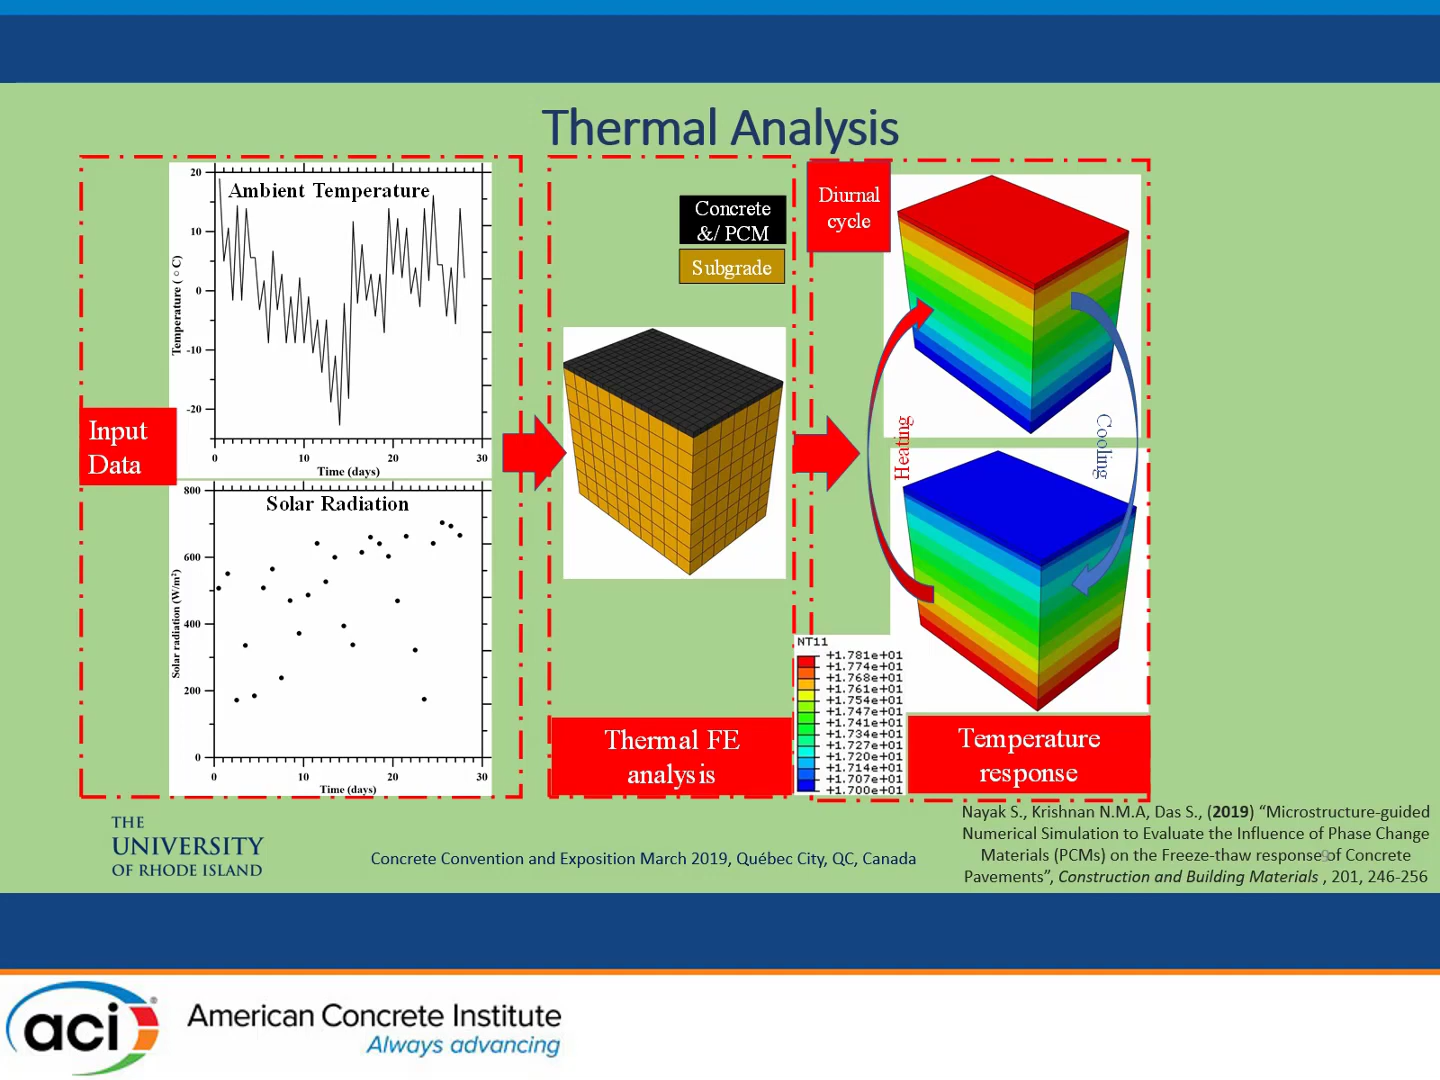 Thermal Analysis
Ambient Temperature
20
10
0
-10
-20
Temperature ( ○ C)
0
10
20
30
Time (days)
Input
Data
Solar Radiation
800
600
400
200
0
Solar radiation (W/m²)
0
10
20
30
Time (days)
Concrete
&/ PCM
Subgrade
Thermal FE
analysis
Diurnal
cycle
Heating
Cooling
NT11
+1.781e+01
+1.774e+01
+1.768e+01
+1.761e+01
+1.754e+01
+1.747e+01
+1.741e+01
+1.734e+01
+1.727e+01
+1.720e+01
+1.714e+01
+1.707e+01
+1.700e+01
Temperature
response
THE
UNIVERSITY
OF RHODE ISLAND
Concrete Convention and Exposition March 2019, Québec City, QC, Canada
Nayak S., Krishnan N.M.A, Das S., (2019) “Microstructure-guided
Numerical Simulation to Evaluate the Influence of Phase Change
Materials (PCMs) on the Freeze-thaw response of Concrete
Pavements”, Construction and Building Materials , 201, 246-256
9
aci
®
American Concrete Institute
Always advancing